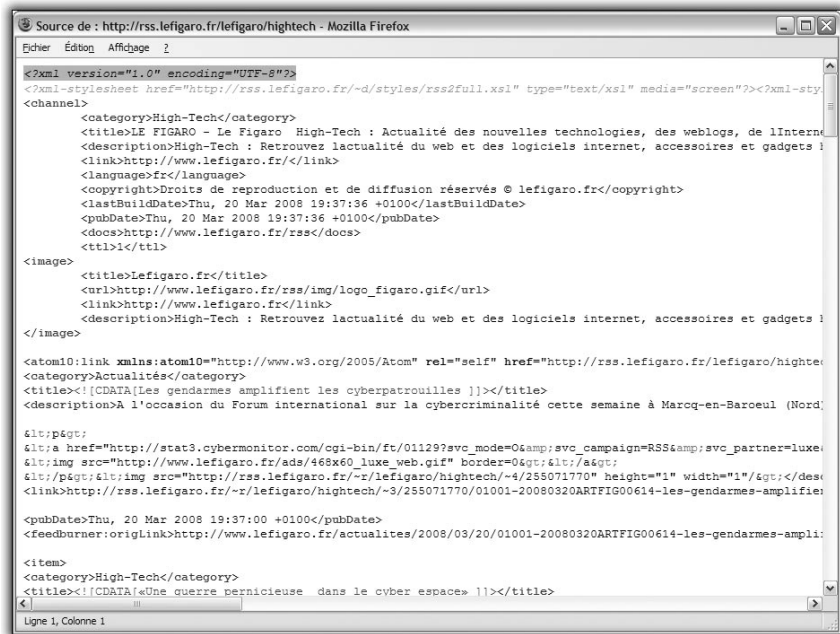 Source de : http://rss.lefigaro.fr/lefigaro/hightech - Mozilla Firefox
Fichier Édition Affichage ?
<?xml version="1.0" encoding="UTF-8"?>
<?xml-stylesheet href="http://rss.lefigaro.fr/~d/styles/rss2full.xsl" type="text/xsl" media="screen"?><?xml-sty
<channel>
<category>High-Tech</category>
<title>LE FIGARO - Le Figaro High-Tech : Actualité des nouvelles technologies, des weblogs, de lInterne
<description>High-Tech : Retrouvez lactualité du web et des logiciels internet, accessoires et gadgets
<link>http://www.lefigaro.fr/</link>
<language>fr</language>
<copyright>Droits de reproduction et de diffusion réservés © lefigaro.fr</copyright>
<lastBuildDate>Thu, 20 Mar 2008 19:37:36 +0100</lastBuildDate>
<pubDate>Thu, 20 Mar 2008 19:37:36 +0100</pubDate>
<docs>http://www.lefigaro.fr/rss</docs>
<ttl>1</ttl>
<image>
<title>Lefigaro.fr</title>
<url>http://www.lefigaro.fr/rss/img/logo_figaro.gif</url>
<link>http://www.lefigaro.fr</link>
<description>High-Tech : Retrouvez lactualité du web et des logiciels internet, accessoires et gadgets
</image>
<atom10:link xmlns:atom10="http://www.w3.org/2005/Atom" rel="self" href="http://rss.lefigaro.fr/lefigaro/hightec
<category>Actualités</category>
<title><![CDATA[Les gendarmes amplifient les cyberpatrouilles ]]></title>
<description>A l'occasion du Forum international sur la cybercriminalité cette semaine à Marcq-en-Baroeul (Nord)
&lt;p&gt;
&lt;a href="http://stat3.cybermonitor.com/cgi-bin/ft/01129?svc_mode=O&amp;svc_campaign=RSS&amp;svc_partner=luxe
&lt;img src="http://www.lefigaro.fr/ads/468x60_luxe_web.gif" border=0&gt;&lt;/a&gt;
&lt;/p&gt;&lt;img src="http://rss.lefigaro.fr/~r/lefigaro/hightech/~4/255071770" height="1" width="1"/&gt;</desc
<link>http://rss.lefigaro.fr/~r/lefigaro/hightech/~3/255071770/01001-20080320ARTFIG00614-les-gendarmes-amplifier
<pubDate>Thu, 20 Mar 2008 19:37:00 +0100</pubDate>
<feedburner:origLink>http://www.lefigaro.fr/actualites/2008/03/20/01001-20080320ARTFIG00614-les-gendarmes-ampli
<item>
<category>High-Tech</category>
<title><![CDATA[«Une guerre pernicieuse dans le cyber espace» ]]></title>
Ligne 1, Colonne 1